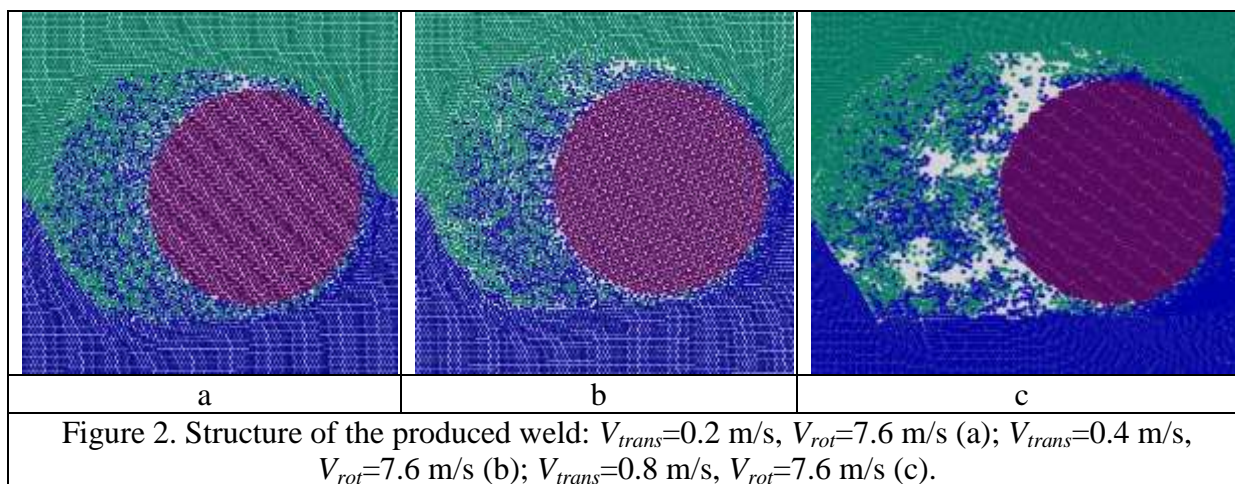 a
b
c
Figure 2. Structure of the produced weld: Vtrans=0.2 m/s, Vrot=7.6 m/s (a); Vtrans=0.4 m/s,
Vrot=7.6 m/s (b); Vtrans=0.8 m/s, Vrot=7.6 m/s (c).